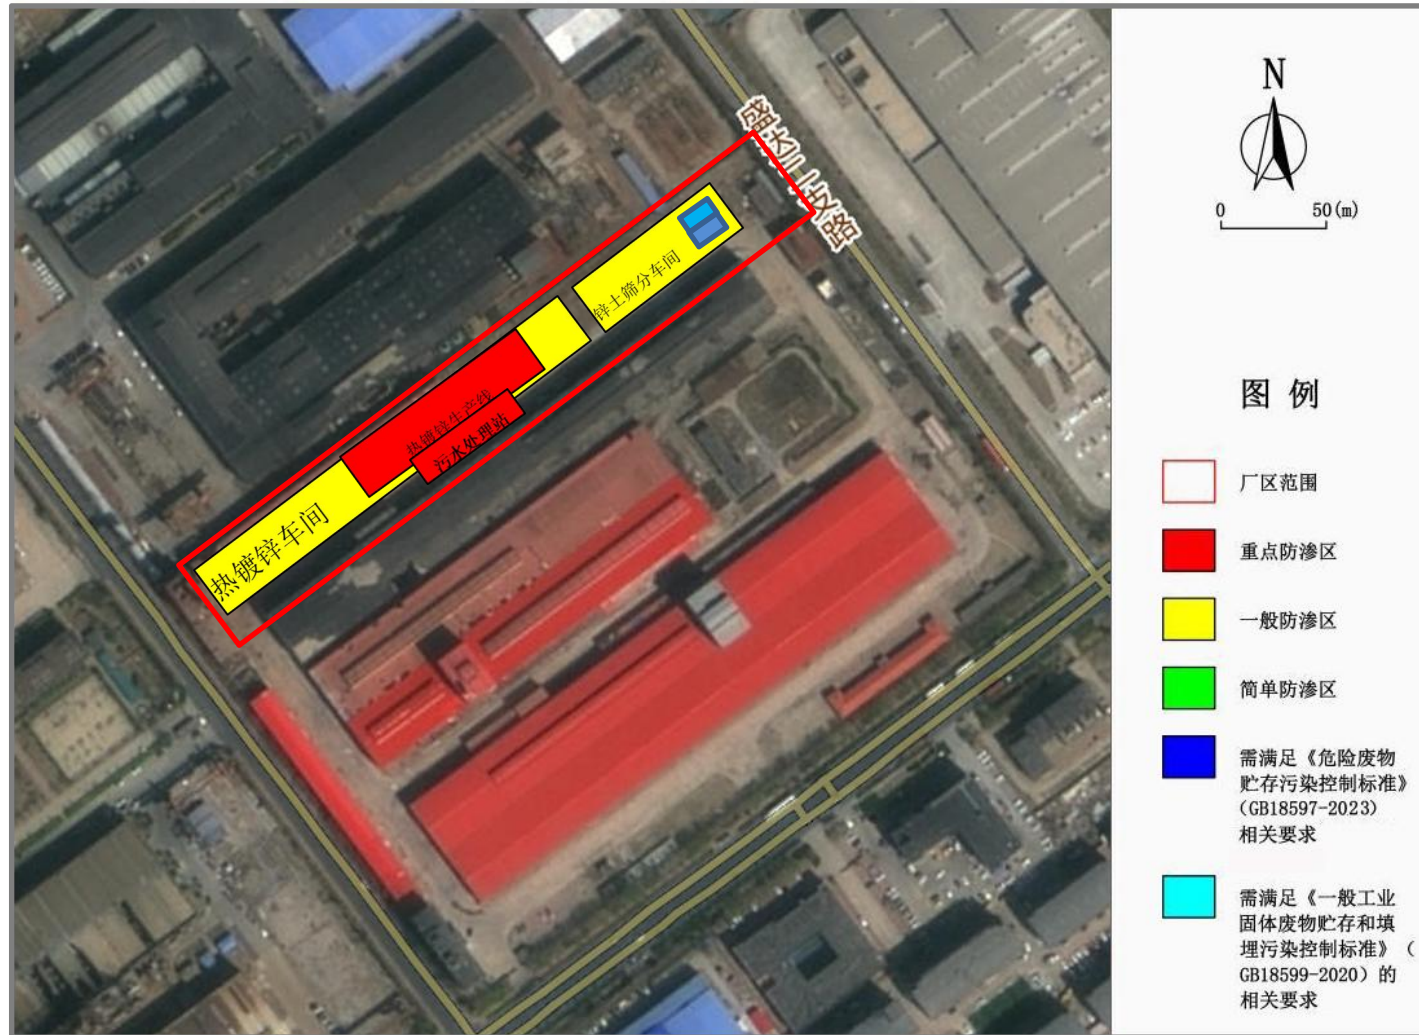 N
0 50(m)
盛达二支路
锌土筛分车间
热镀锌生产线
污水处理站
热镀锌车间
图 例
厂区范围
重点防渗区
一般防渗区
简单防渗区
需满足《危险废物
贮存污染控制标准》
(GB18597-2023)
相关要求
需满足《一般工业
固体废物贮存和填
埋污染控制标准》（
GB18599-2020）的
相关要求